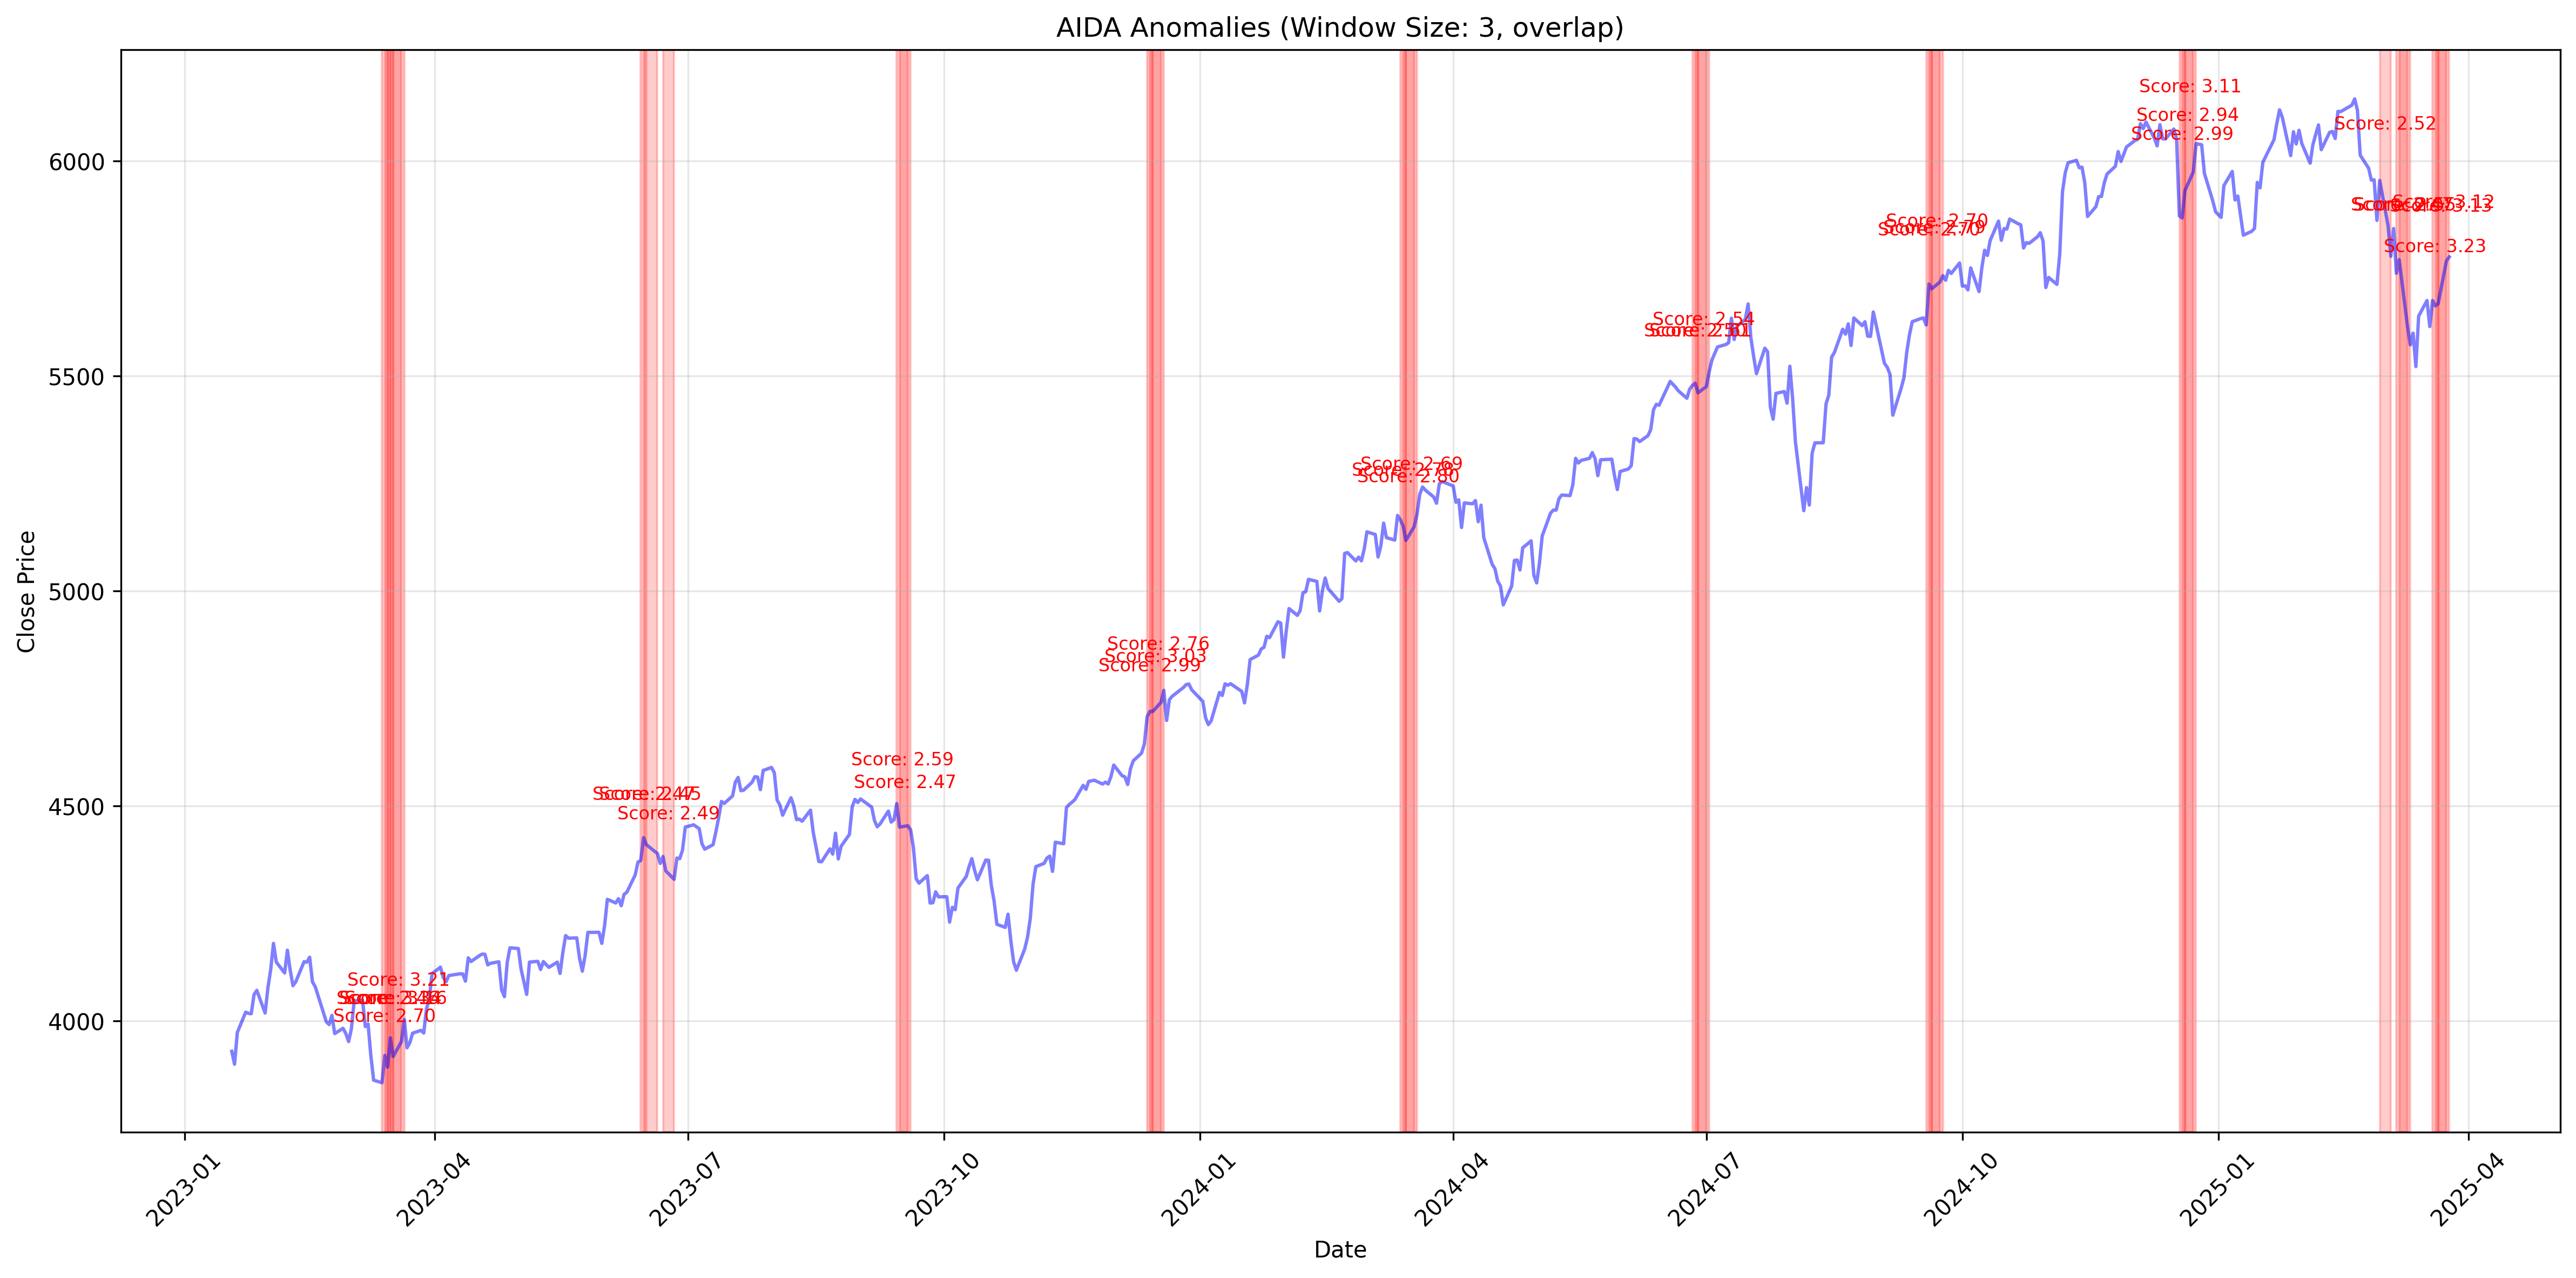 AIDA Anomalies (Window Size: 3, overlap)
Close Price
6000
5500
5000
4500
4000
Score: 3.11
Score: 2.94
Score: 2.99
Score: 2.52
Score: 3.23
Score: 2.70
Score: 2.70
Score: 2.54
Score: 2.69
Score: 2.80
Score: 2.76
Score: 3.03
Score: 2.99
Score: 2.59
Score: 2.47
Score: 2.49
Score: 3.21
Score: 2.70
2023-01
2023-04
2023-07
2023-10
2024-01
2024-04
2024-07
2024-10
2025-01
2025-04
Date